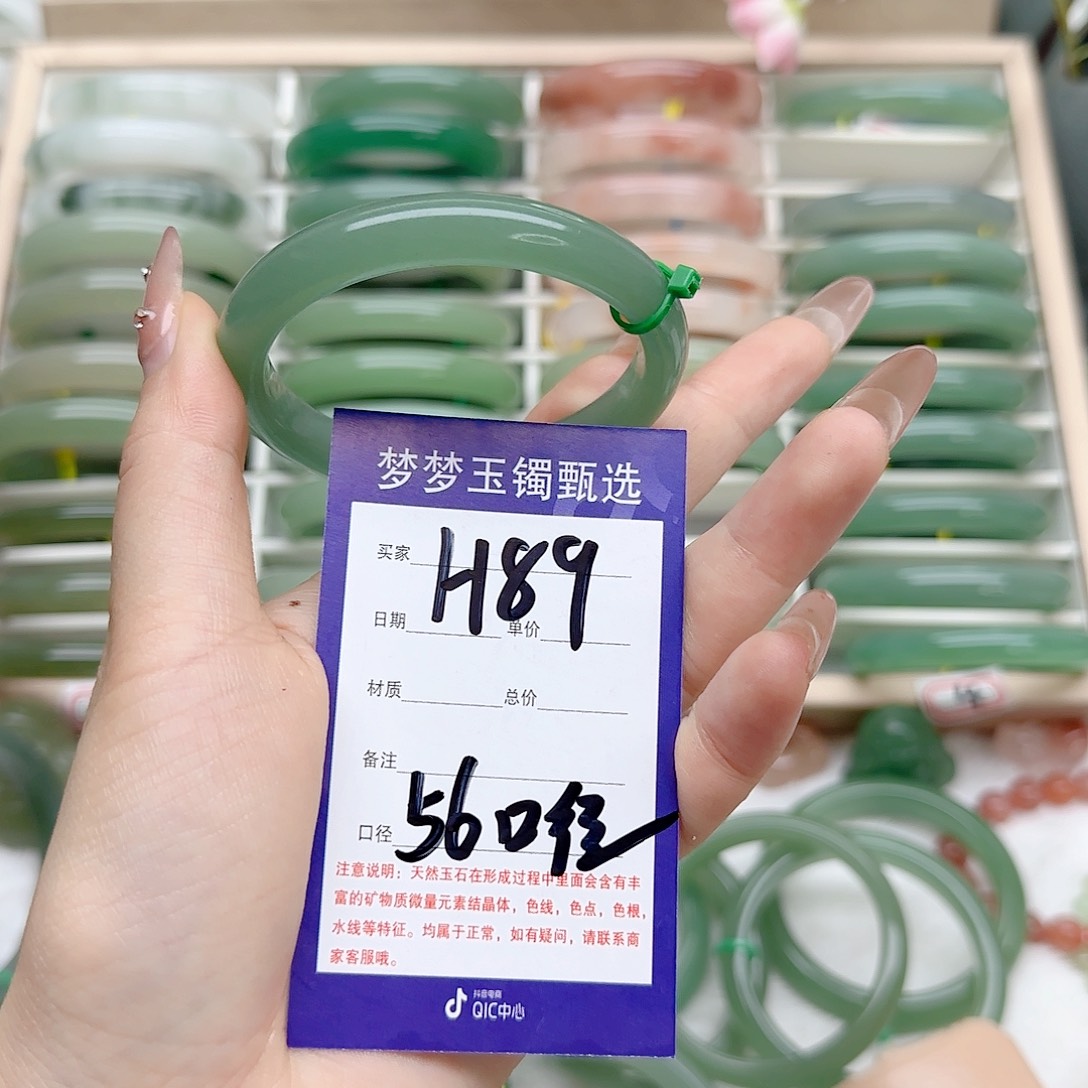 梦梦玉镯甄选
买家 H89
日期 单价
材质 总价
备注
口径 56口径
注意说明：天然玉石在形成过程中里面会含有丰
富的矿物质微量元素结晶体，色线，色点，色根，
水线等特征。均属于正常，如有疑问，请联系商
家客服哦。
抖音电商
QIC中心